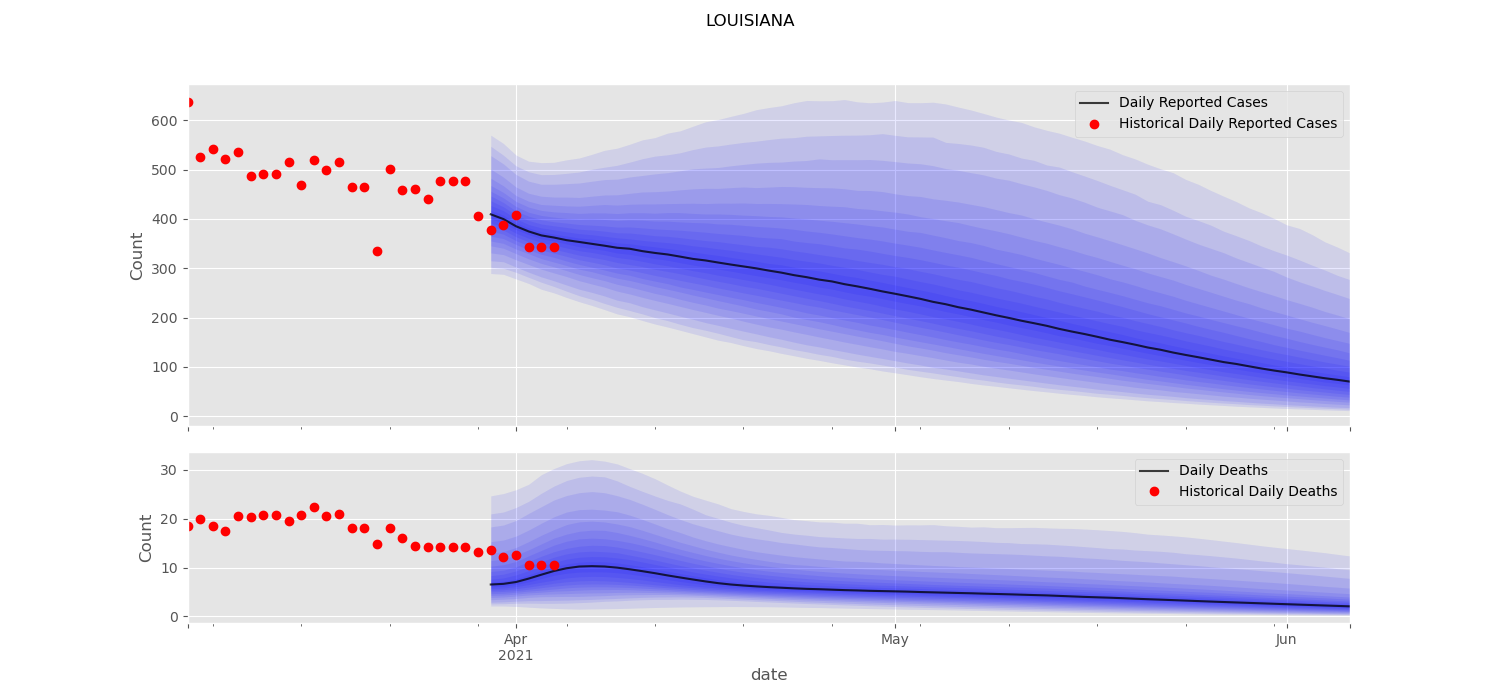 LOUISIANA
Daily Reported Cases
Historical Daily Reported Cases
600
500
400
300
200
100
0
Count
Daily Deaths
Historical Daily Deaths
30
20
10
0
Count
Apr
2021
May
Jun
date